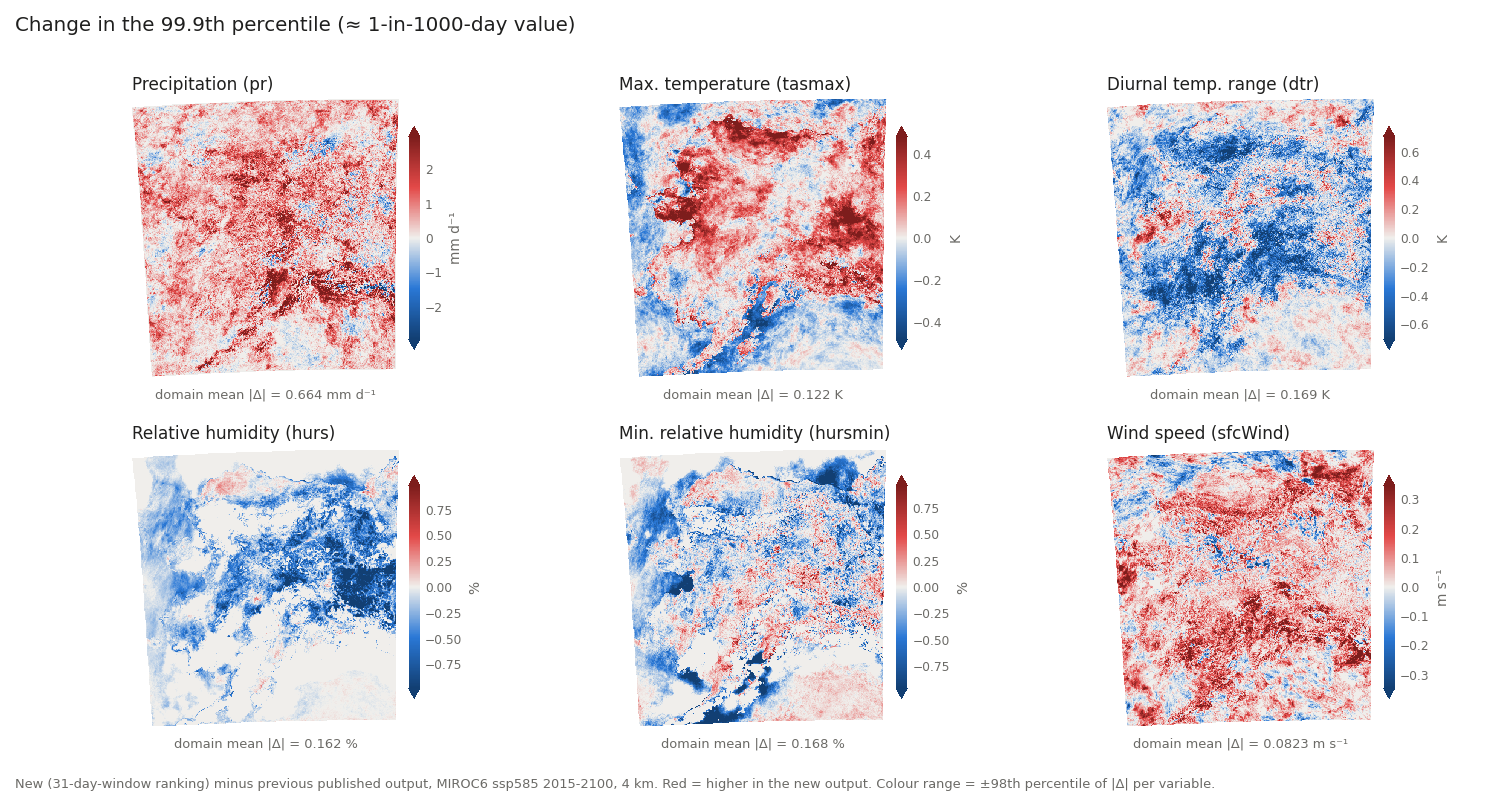 Change in the 99.9th percentile (≈ 1-in-1000-day value)
Precipitation (pr)
2
1
0
−1
−2
mm d⁻¹
domain mean |Δ| = 0.664 mm d⁻¹
Max. temperature (tasmax)
0.4
0.2
0.0
−0.2
−0.4
K
domain mean |Δ| = 0.122 K
Diurnal temp. range (dtr)
0.6
0.4
0.2
0.0
−0.2
−0.4
−0.6
K
domain mean |Δ| = 0.169 K
Relative humidity (hurs)
0.75
0.50
0.25
0.00
−0.25
−0.50
−0.75
%
domain mean |Δ| = 0.162 %
Min. relative humidity (hursmin)
0.75
0.50
0.25
0.00
−0.25
−0.50
−0.75
%
domain mean |Δ| = 0.168 %
Wind speed (sfcWind)
0.3
0.2
0.1
0.0
−0.1
−0.2
−0.3
m s⁻¹
domain mean |Δ| = 0.0823 m s⁻¹
New (31-day-window ranking) minus previous published output, MIROC6 ssp585 2015-2100, 4 km. Red = higher in the new output. Colour range = ±98th percentile of |Δ| per variable.